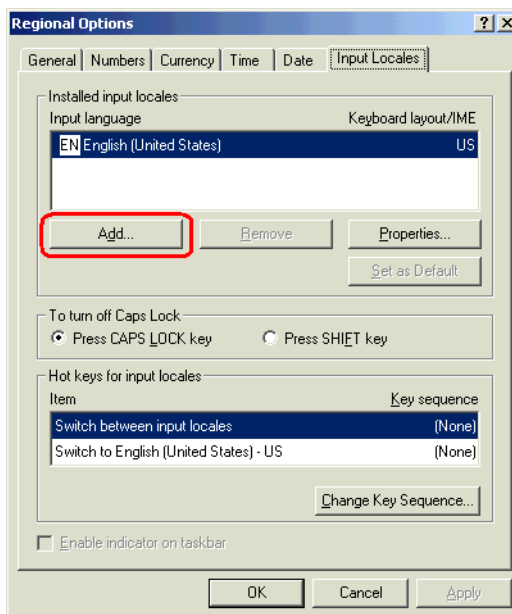 Regional Options
General Numbers Currency Time Date Input Locales
Installed input locales
Input language Keyboard layout/IME
EN English (United States) US
Add... Remove Properties...
Set as Default
To turn off Caps Lock
Press CAPS LOCK key Press SHIFT key
Hot keys for input locales
Item Key sequence
Switch between input locales (None)
Switch to English (United States) - US (None)
Change Key Sequence...
Enable indicator on taskbar
OK Cancel Apply